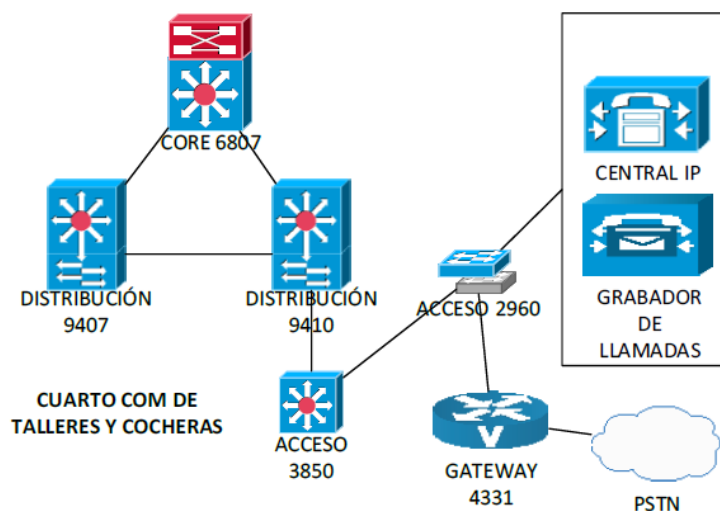 CORE 6807
CENTRAL IP
DISTRIBUCIÓN
9407
DISTRIBUCIÓN
9410
ACCESO 2960
GRABADOR
DE
LLAMADAS
CUARTO COM DE
TALLERES Y COCHERAS
ACCESO
3850
V
GATEWAY
4331
PSTN